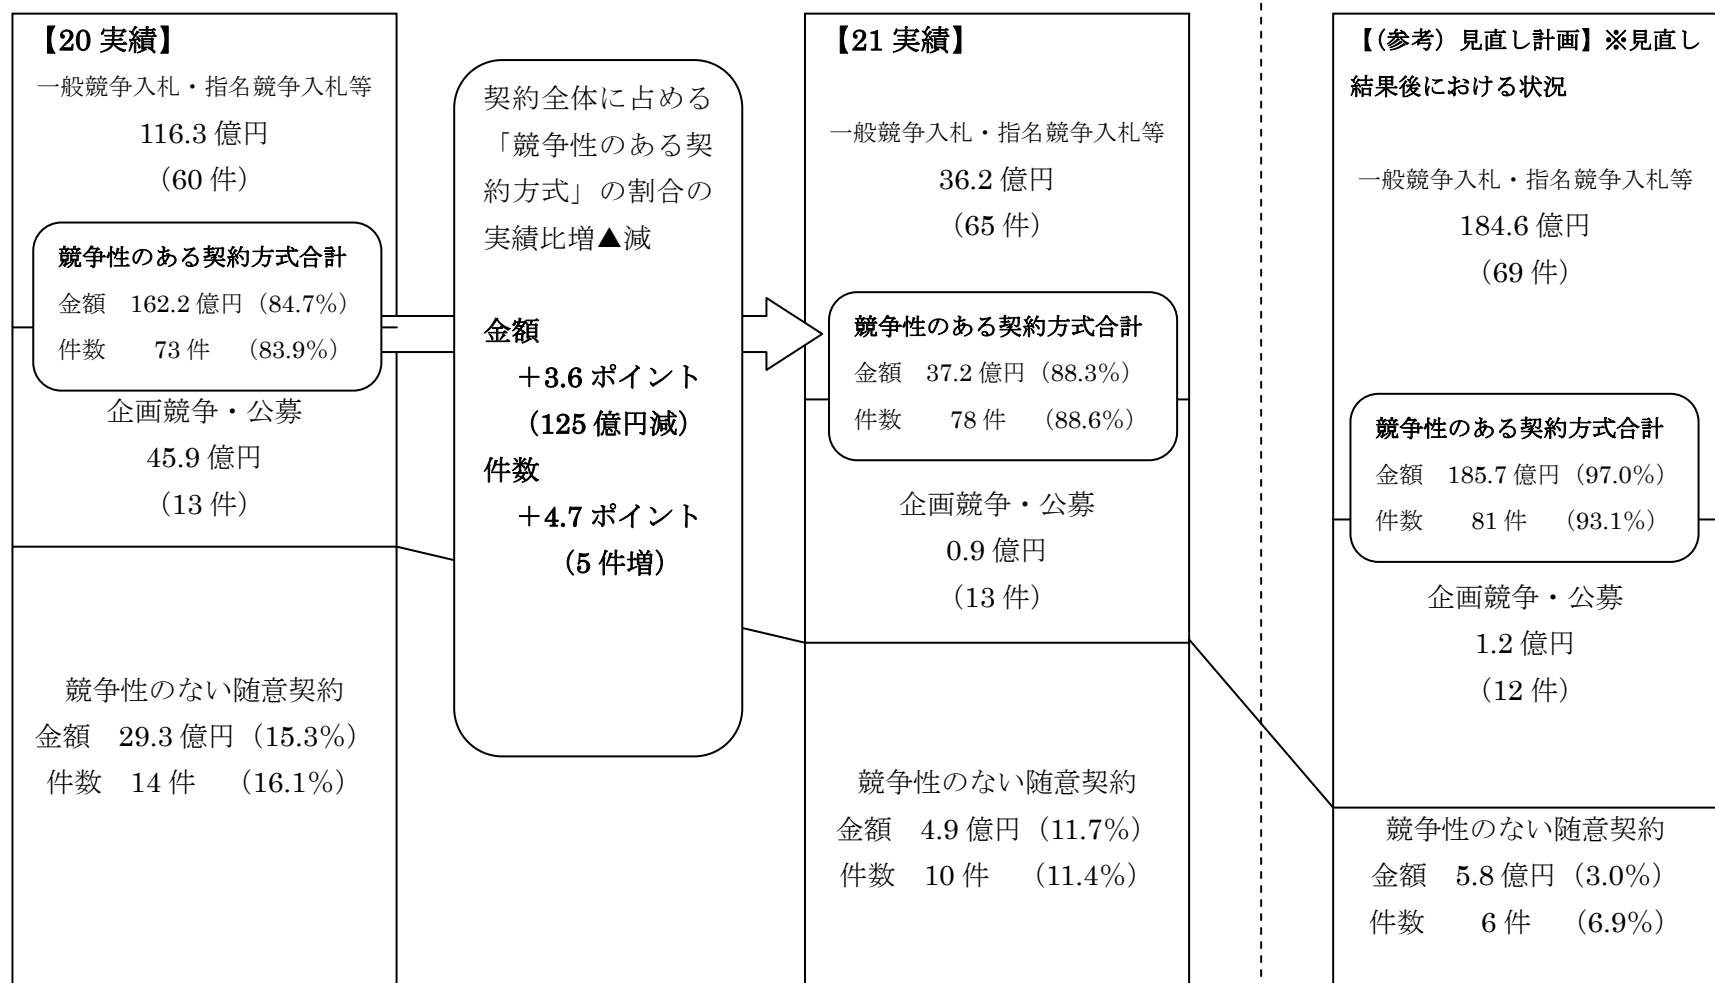 【20 実績】
一般競争入札・指名競争入札等
116.3 億円
（60 件）
競争性のある契約方式合計
金額　162.2 億円（84.7%）
件数　73 件　（83.9%）
企画競争・公募
45.9 億円
（13 件）
競争性のない随意契約
金額　29.3 億円（15.3%）
件数　14 件　（16.1%）
契約全体に占める
「競争性のある契
約方式」の割合の
実績比増▲減
金額
＋3.6 ポイント
（125 億円減）
件数
＋4.7 ポイント
（5 件増）
【21 実績】
一般競争入札・指名競争入札等
36.2 億円
（65 件）
競争性のある契約方式合計
金額　37.2 億円（88.3%）
件数　78 件　（88.6%）
企画競争・公募
0.9 億円
（13 件）
競争性のない随意契約
金額　4.9 億円（11.7%）
件数　10 件　（11.4%）
【（参考）見直し計画】※見直し
結果後における状況
一般競争入札・指名競争入札等
184.6 億円
（69 件）
競争性のある契約方式合計
金額　185.7 億円（97.0%）
件数　81 件　（93.1%）
企画競争・公募
1.2 億円
（12 件）
競争性のない随意契約
金額　5.8 億円（3.0%）
件数　6 件　（6.9%）